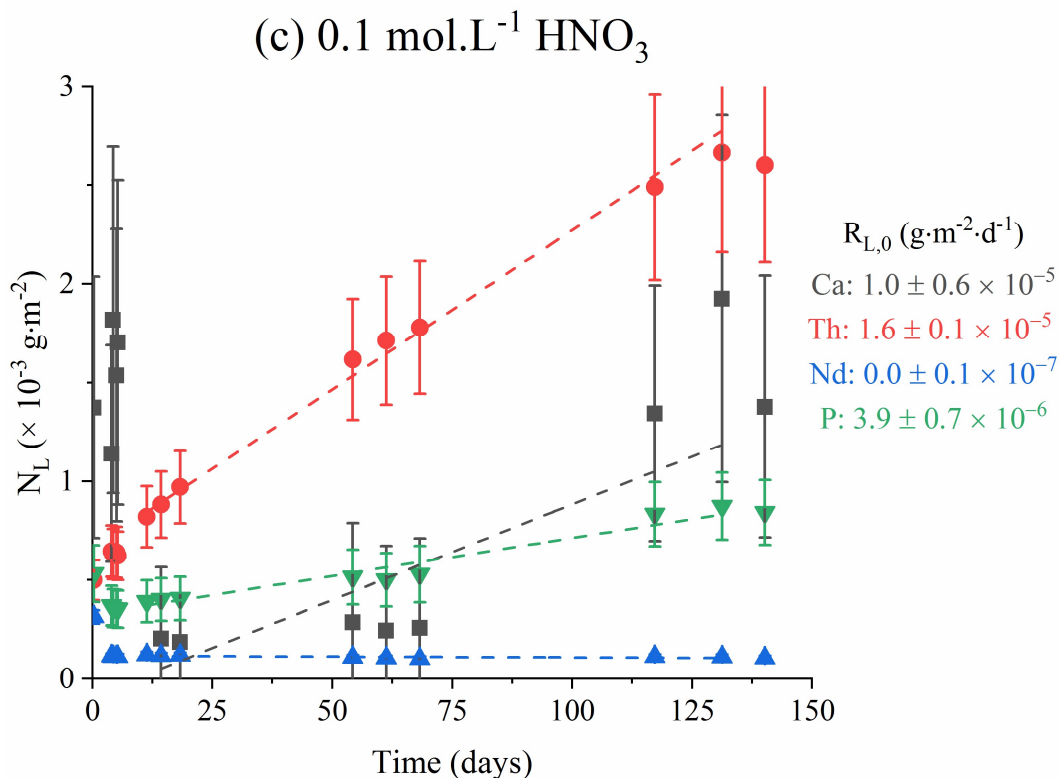 (c) 0.1 mol.L⁻¹ HNO₃
3
2
1
0
N_L (× 10⁻³ g·m⁻²)
0 25 50 75 100 125 150
Time (days)
R_L,0 (g·m⁻²·d⁻¹)
Ca: 1.0 ± 0.6 × 10⁻⁵
Th: 1.6 ± 0.1 × 10⁻⁵
Nd: 0.0 ± 0.1 × 10⁻⁷
P: 3.9 ± 0.7 × 10⁻⁶